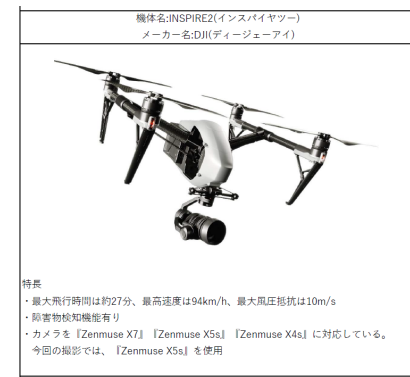 機体名:INSPIRE2(インスパイヤツー)
メーカー名:DJI(ディージェーアイ)
特長
・最大飛行時間は約27分、最高速度は94km/h、最大風圧抵抗は10m/s
・障害物検知機能有り
・カメラを『Zenmuse X7』『Zenmuse X5s』『Zenmuse X4s』に対応している。
今回の撮影では、『Zenmuse X5s』を使用